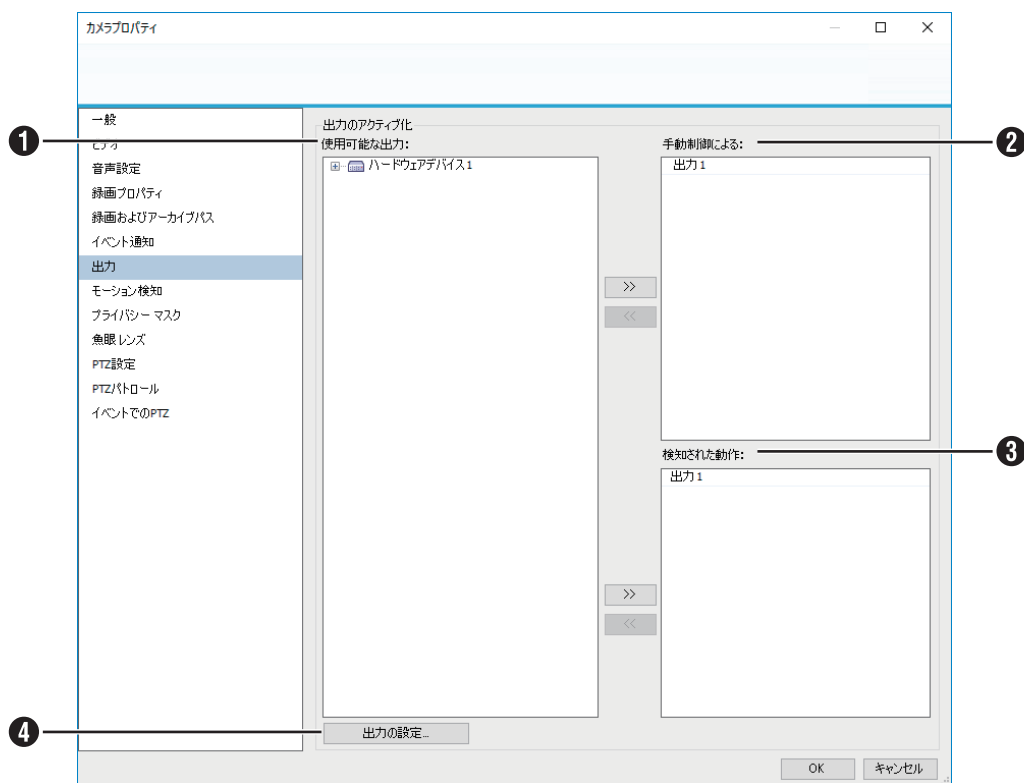 カメラプロパティ
一般
ビデオ
音声設定
録画プロパティ
録画およびアーカイブパス
イベント通知
出力
モーション検知
プライバシー マスク
魚眼レンズ
PTZ設定
PTZパトロール
イベントでのPTZ
出力のアクティブ化
❶
使用可能な出力:
ハードウェアデバイス1
❷
手動制御による:
出力1
>>
<<
❸
検知された動作:
出力1
>>
<<
❹
出力の設定...
OK
キャンセル